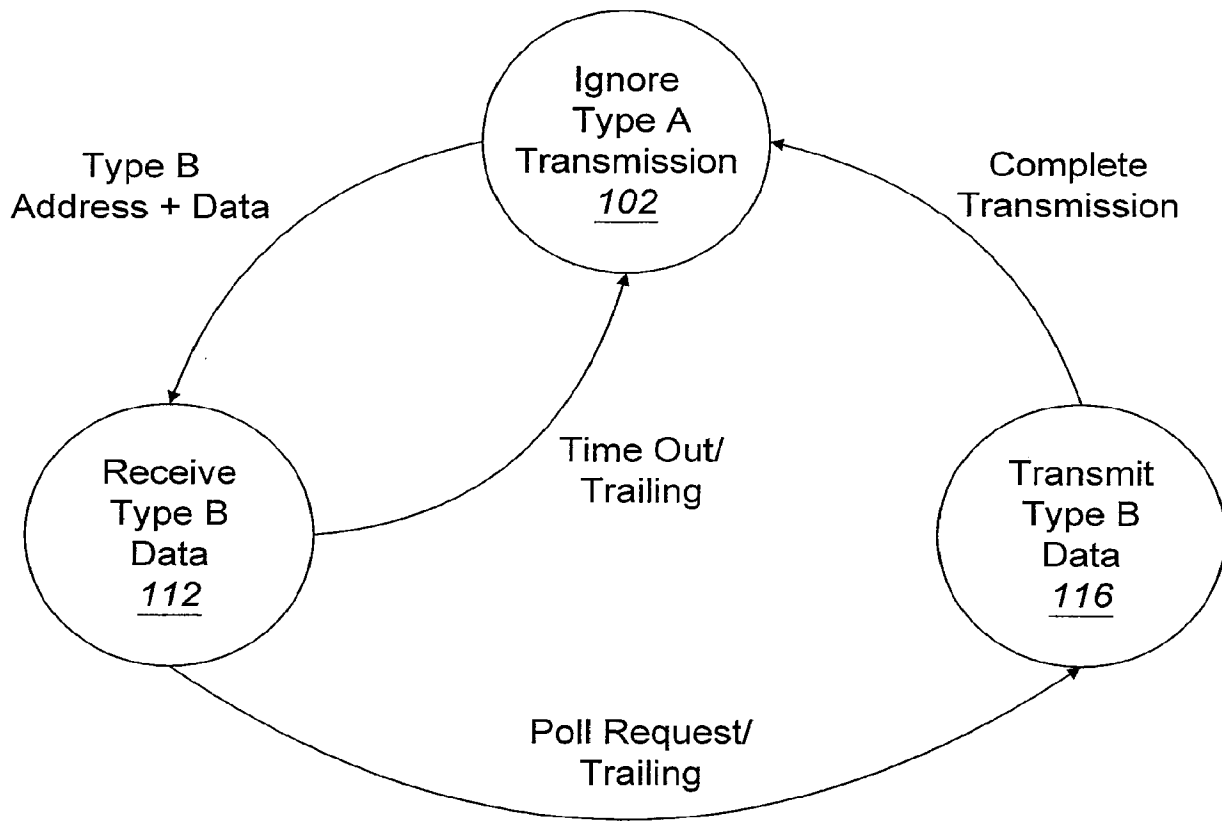 Ignore
Type A
Transmission
102
Type B
Address + Data
Complete
Transmission
Time Out/
Trailing
Receive
Type B
Data
112
Transmit
Type B
Data
116
Poll Request/
Trailing